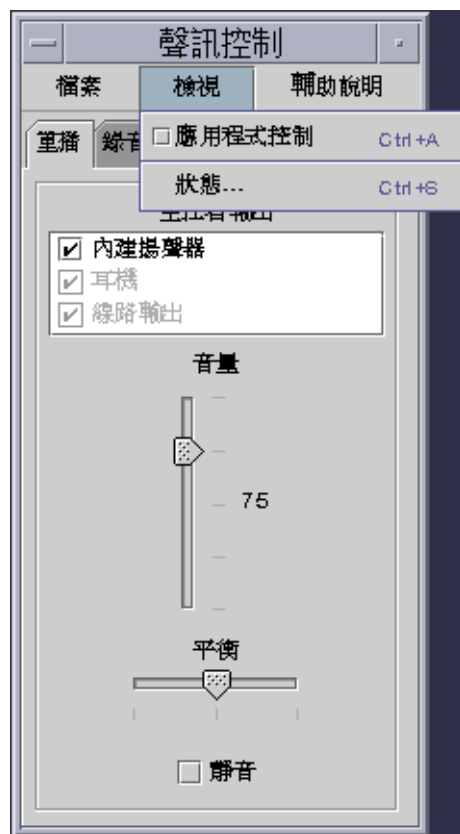 聲訊控制
檔案 檢視 輔助說明
應用程式控制 Ctrl+A
狀態... Ctrl+S
內建揚聲器
耳機
線路輸出
音量
75
平衡
靜音